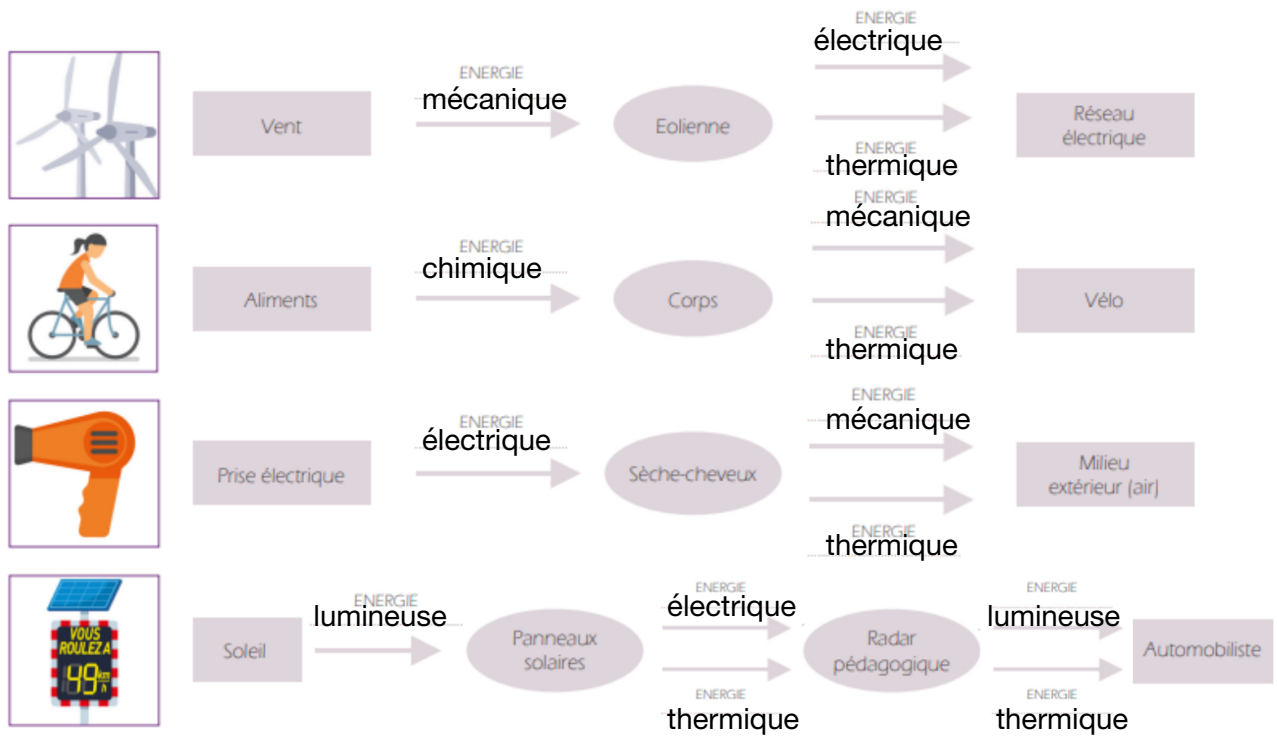 ENERGIE
électrique
ENERGIE
mécanique
Vent
Eolienne
Réseau
électrique
ENERGIE
thermique
ENERGIE
mécanique
ENERGIE
chimique
Aliments
Corps
Vélo
ENERGIE
thermique
ENERGIE
mécanique
ENERGIE
électrique
Prise électrique
Sèche-cheveux
Milieu
extérieur (air)
ENERGIE
thermique
VOUS
ROULEZ A
49 km
h
Soleil
ENERGIE
lumineuse
Panneaux
solaires
ENERGIE
électrique
ENERGIE
thermique
Radar
pédagogique
ENERGIE
lumineuse
ENERGIE
thermique
Automobiliste